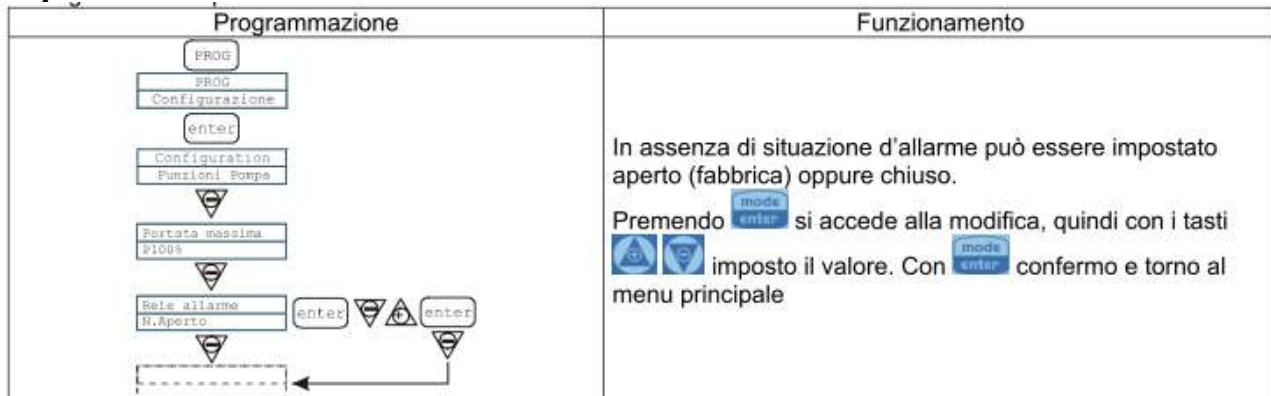 Programmazione
Funzionamento
PROG
PROG
Configurazione
enter
Configuration
Funzioni Pompa
Portata massima
P100%
Rele allarme
N.Aperto
enter
enter
In assenza di situazione d'allarme può essere impostato
aperto (fabbrica) oppure chiuso.
Premendo mode enter si accede alla modifica, quindi con i tasti
imposto il valore. Con mode enter confermo e torno al
menu principale